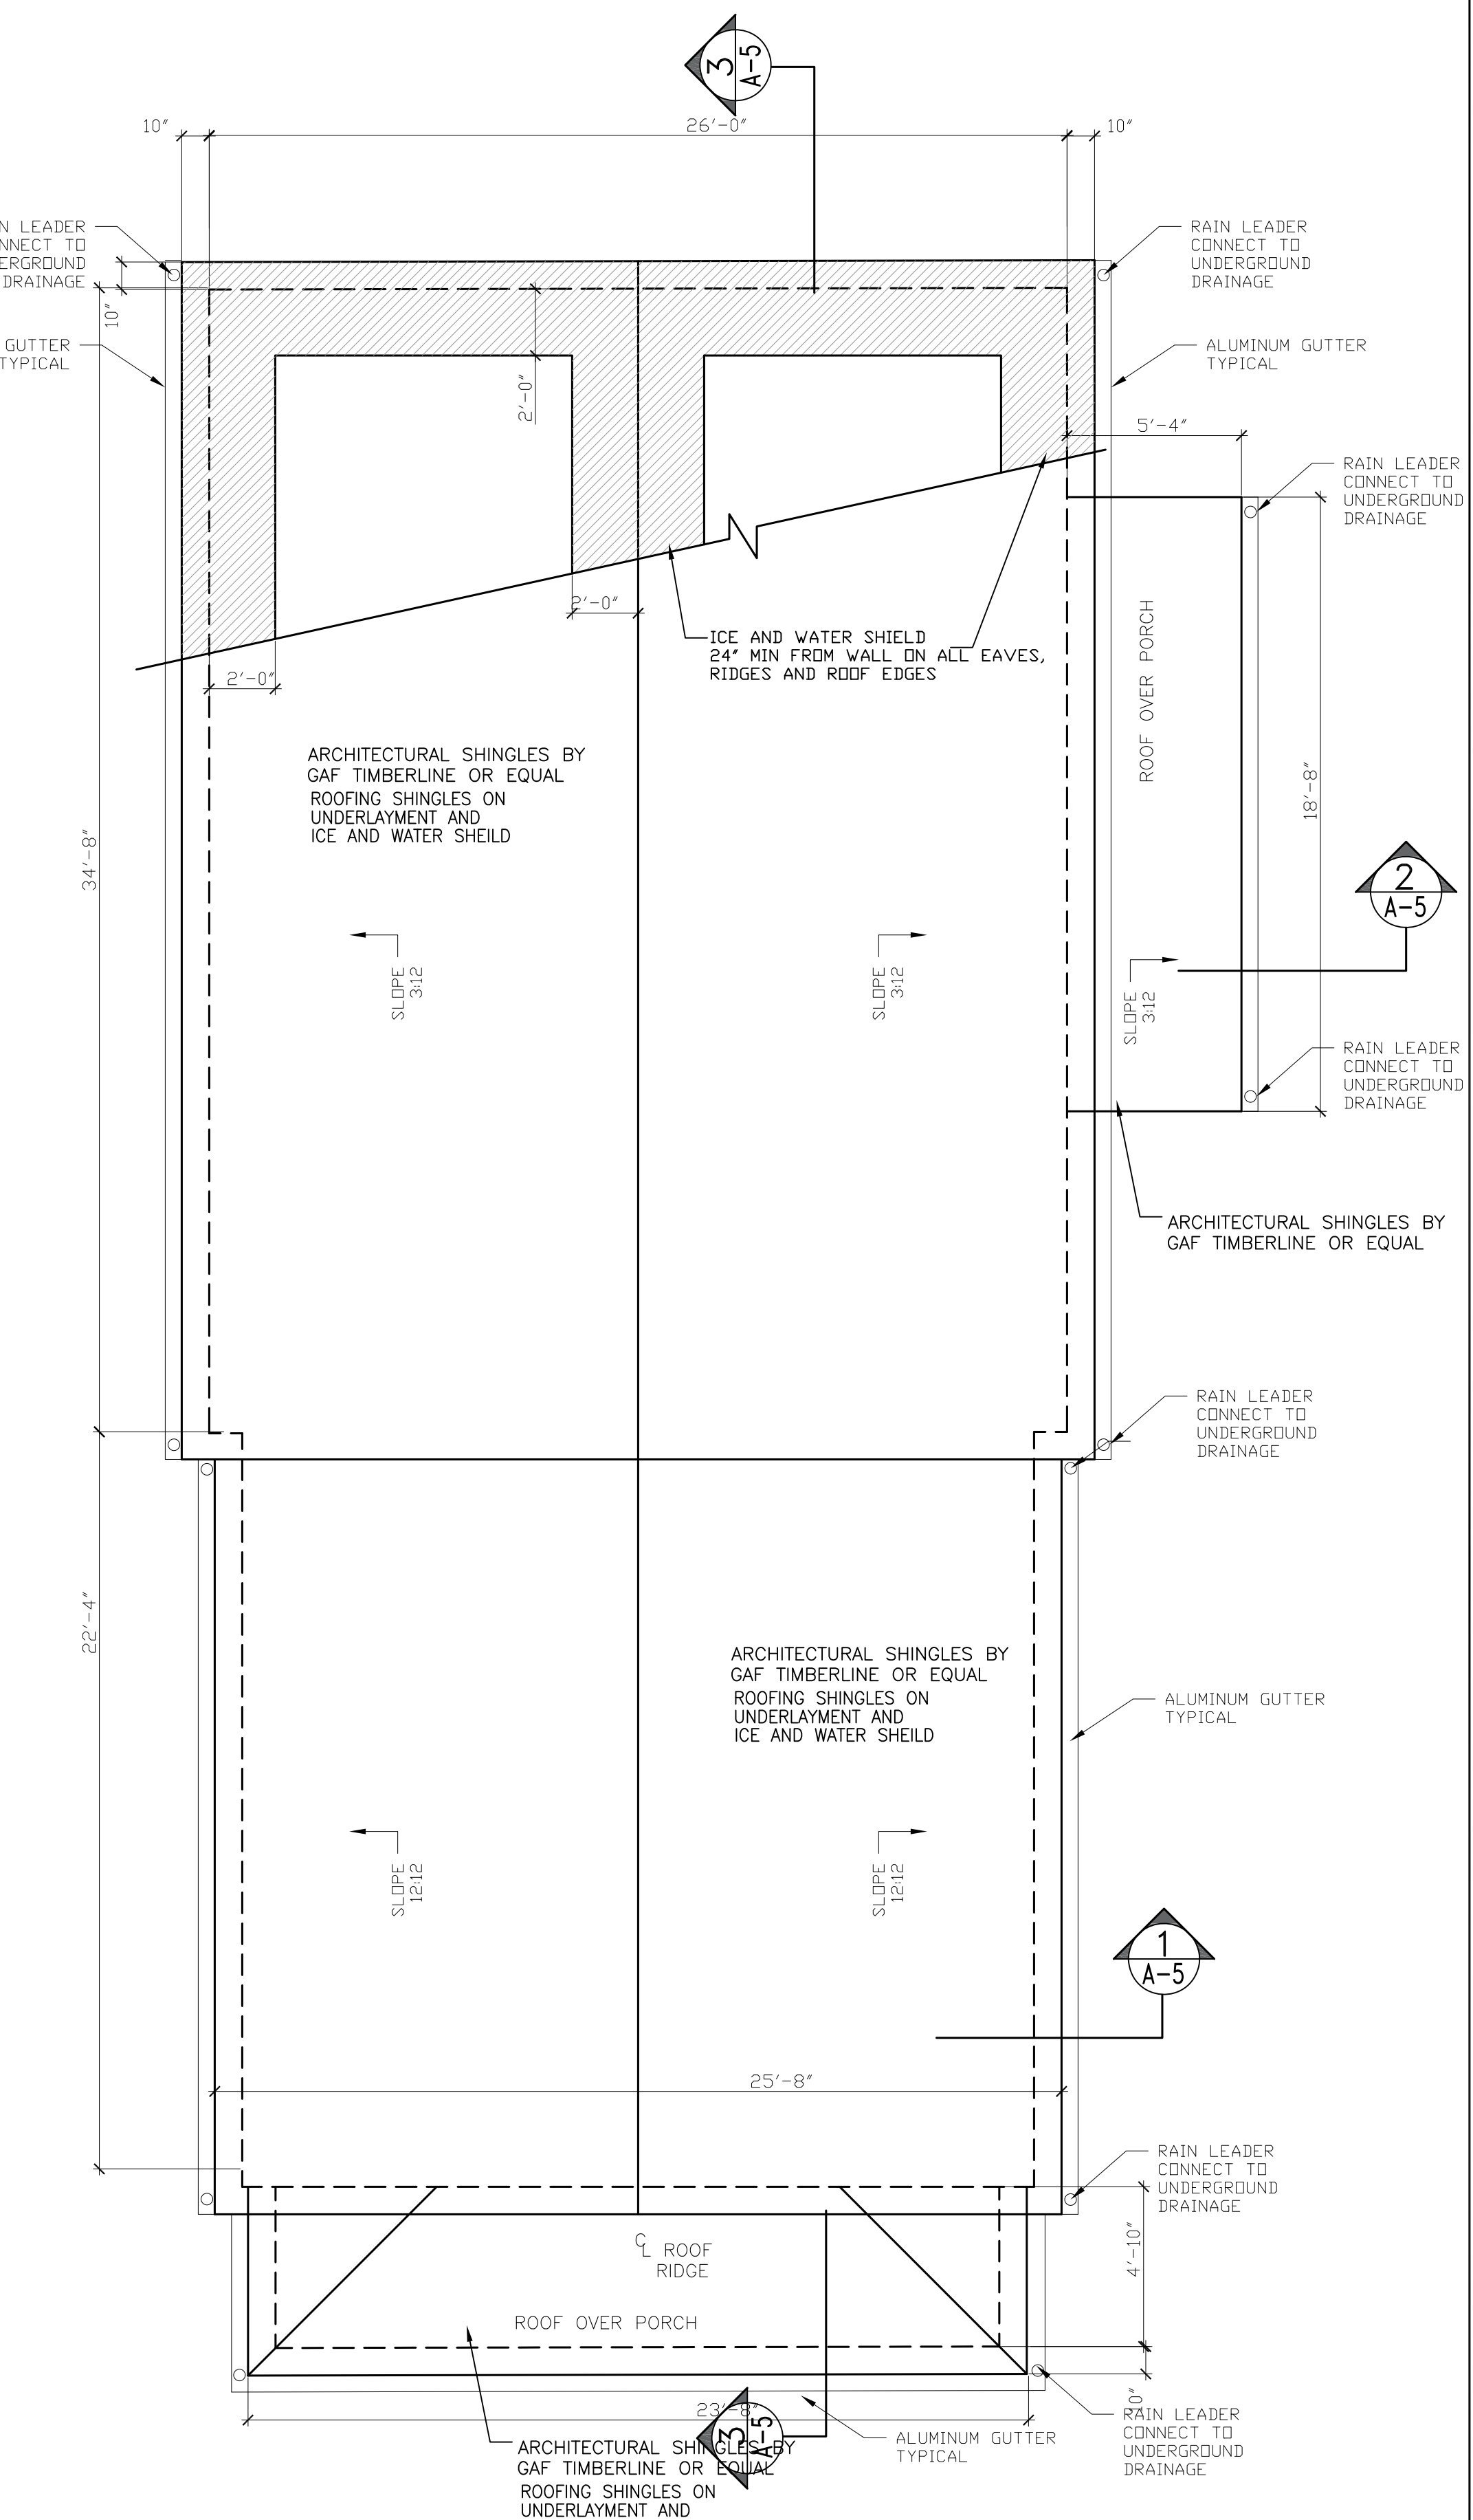 3
A-5
10"
26'-0"
10"
N LEADER
NNECT TO
ERGROUND
DRAINAGE
RAIN LEADER
CONNECT TO
UNDERGROUND
DRAINAGE
10"
GUTTER
TYPICAL
ALUMINUM GUTTER
TYPICAL
2'-0"
5'-4"
RAIN LEADER
CONNECT TO
UNDERGROUND
DRAINAGE
2'-0"
ICE AND WATER SHIELD
24" MIN FROM WALL ON ALL EAVES,
RIDGES AND ROOF EDGES
2'-0"
ROOF OVER PORCH
ARCHITECTURAL SHINGLES BY
GAF TIMBERLINE OR EQUAL
ROOFING SHINGLES ON
UNDERLAYMENT AND
ICE AND WATER SHEILD
34'-8"
18'-8"
2
A-5
SLOPE
3:12
SLOPE
3:12
SLOPE
3:12
RAIN LEADER
CONNECT TO
UNDERGROUND
DRAINAGE
ARCHITECTURAL SHINGLES BY
GAF TIMBERLINE OR EQUAL
RAIN LEADER
CONNECT TO
UNDERGROUND
DRAINAGE
22'-4"
ARCHITECTURAL SHINGLES BY
GAF TIMBERLINE OR EQUAL
ROOFING SHINGLES ON
UNDERLAYMENT AND
ICE AND WATER SHEILD
ALUMINUM GUTTER
TYPICAL
SLOPE
12:12
SLOPE
12:12
1
A-5
25'-8"
RAIN LEADER
CONNECT TO
UNDERGROUND
DRAINAGE
4'-10"
CL ROOF
RIDGE
ROOF OVER PORCH
10"
23'-8"
3
A-5
RAIN LEADER
CONNECT TO
UNDERGROUND
DRAINAGE
ALUMINUM GUTTER
TYPICAL
ARCHITECTURAL SHINGLES BY
GAF TIMBERLINE OR EQUAL
ROOFING SHINGLES ON
UNDERLAYMENT AND